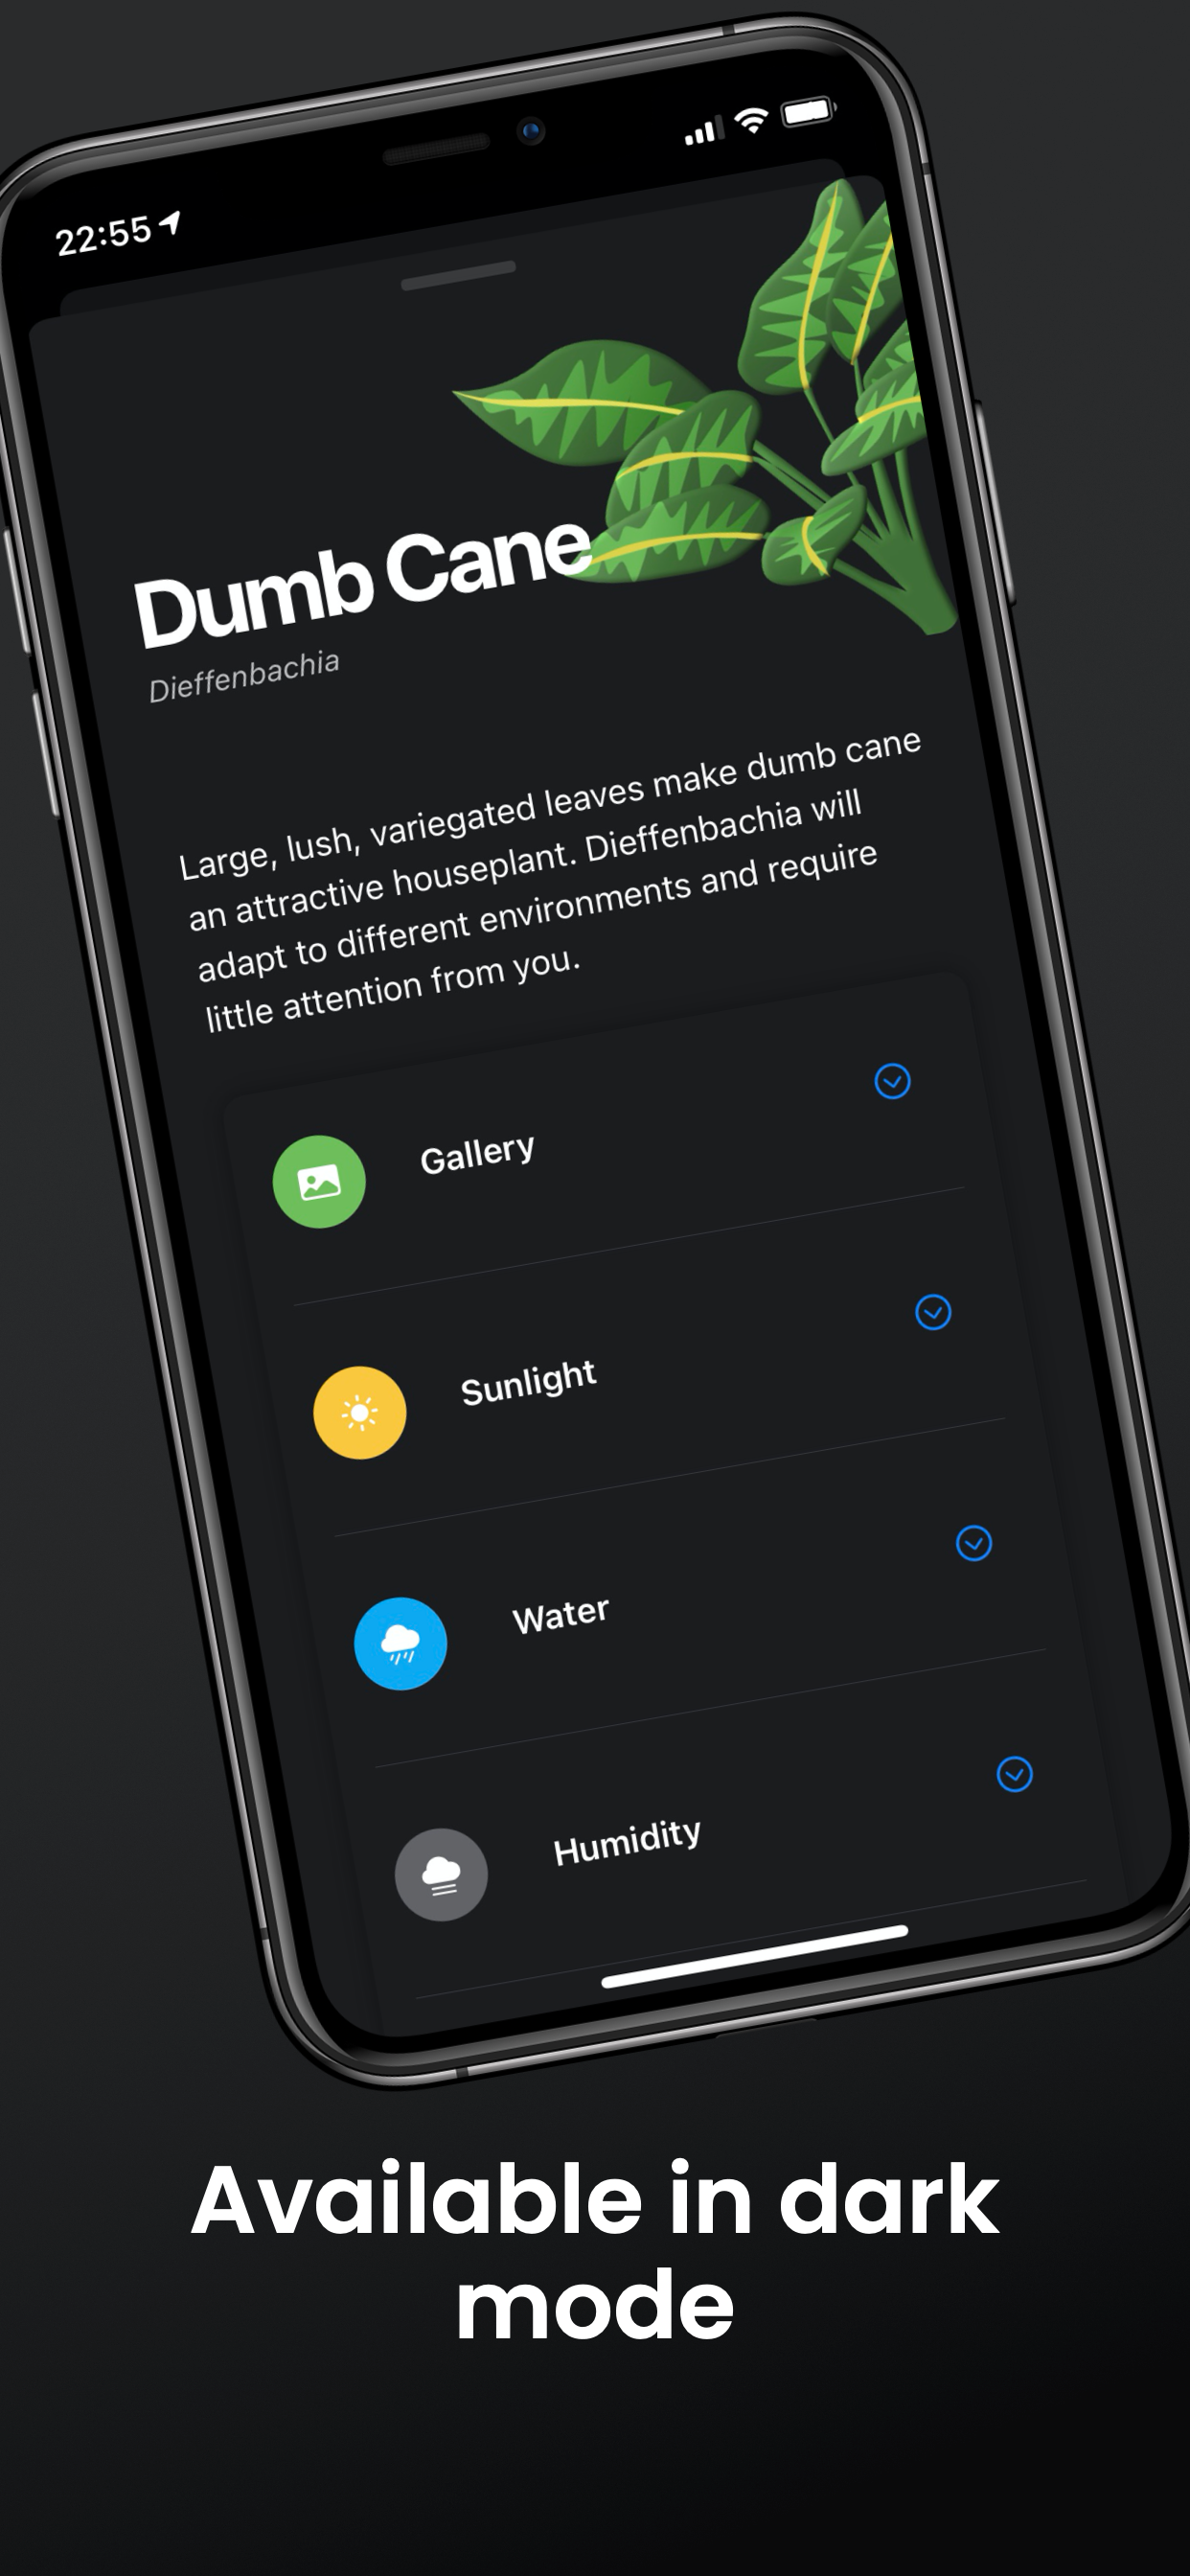 22:55
Dumb Cane
Dieffenbachia
Large, lush, variegated leaves make dumb cane
an attractive houseplant. Dieffenbachia will
adapt to different environments and require
little attention from you.
Gallery
Sunlight
Water
Humidity
Available in dark
mode